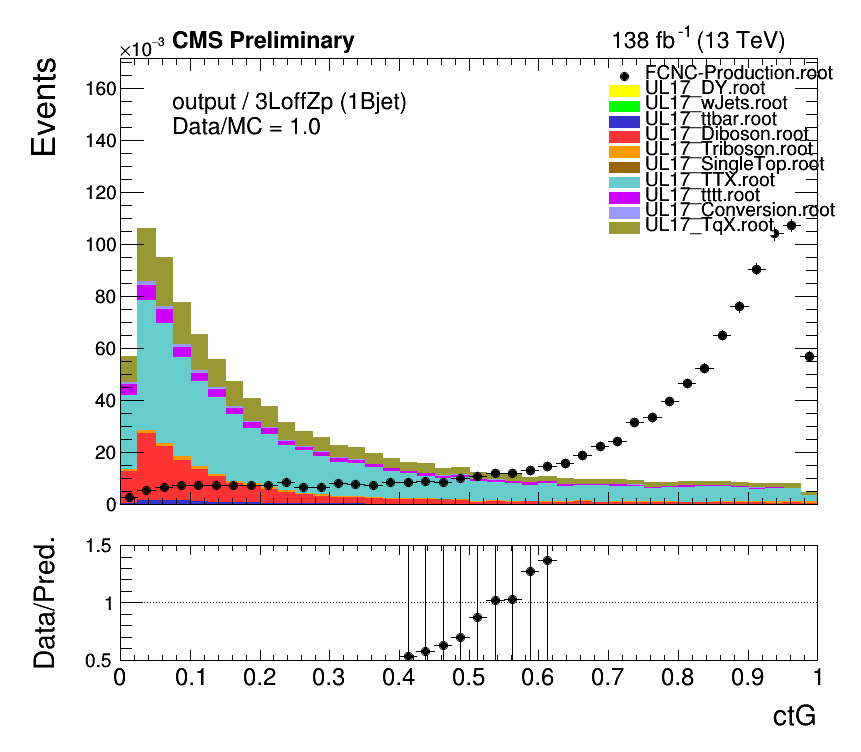 ×10⁻³ CMS Preliminary 138 fb⁻¹ (13 TeV)
Events
output / 3LoffZp (1Bjet)
Data/MC = 1.0
FCNC-Production.root
UL17_DY.root
UL17_wJets.root
UL17_ttbar.root
UL17_Diboson.root
UL17_Triboson.root
UL17_SingleTop.root
UL17_TTX.root
UL17_tttt.root
UL17_Conversion.root
UL17_TqX.root
160
140
120
100
80
60
40
20
0
Data/Pred.
1.5
1
0.5
0 0.1 0.2 0.3 0.4 0.5 0.6 0.7 0.8 0.9 1
ctG